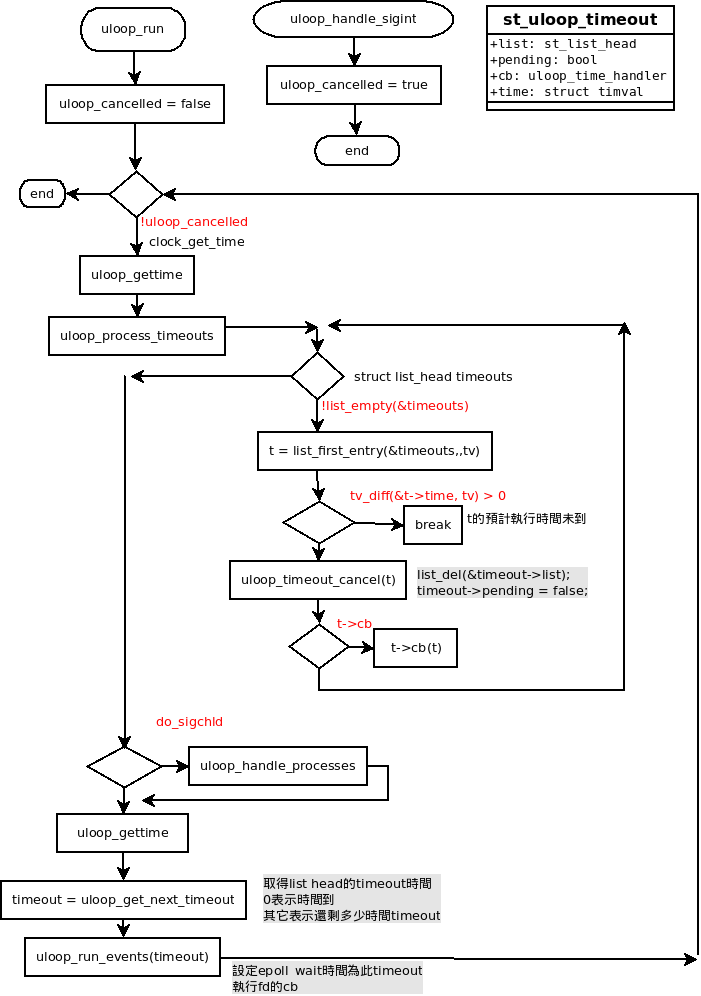 uloop_run
uloop_handle_sigint
st_uloop_timeout
+list: st_list_head
+pending: bool
+cb: uloop_time_handler
+time: struct timval
uloop_cancelled = false
uloop_cancelled = true
end
end
!uloop_cancelled
clock_get_time
uloop_gettime
uloop_process_timeouts
struct list_head timeouts
!list_empty(&timeouts)
t = list_first_entry(&timeouts,,tv)
tv_diff(&t->time, tv) > 0
break
t的預計執行時間未到
uloop_timeout_cancel(t)
list_del(&timeout->list);
timeout->pending = false;
t->cb
t->cb(t)
do_sigchld
uloop_handle_processes
uloop_gettime
timeout = uloop_get_next_timeout
取得list head的timeout時間
0表示時間到
其它表示還剩多少時間timeout
uloop_run_events(timeout)
設定epoll_wait時間為此timeout
執行fd的cb